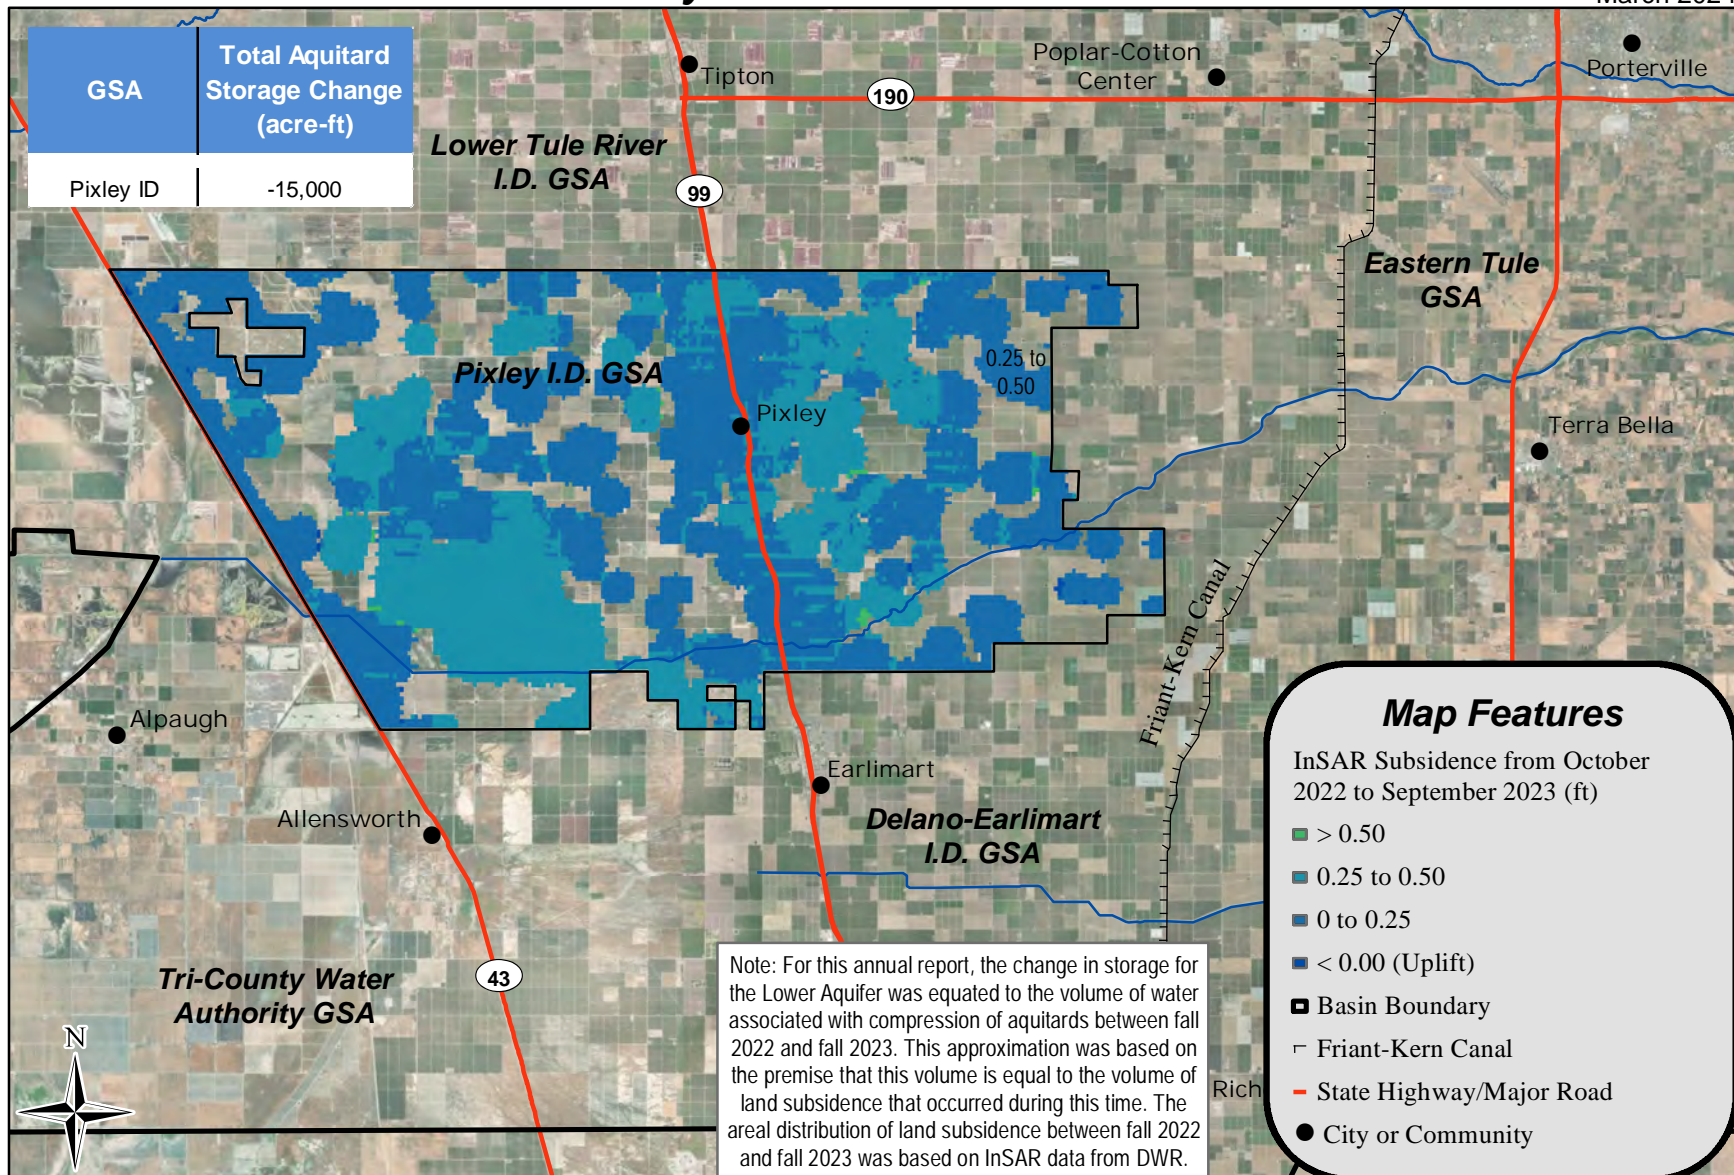 March 2024
GSA
Total Aquitard
Storage Change
(acre-ft)
Pixley ID
-15,000
Tipton
Poplar-Cotton
Center
Porterville
190
Lower Tule River
I.D. GSA
99
Eastern Tule
GSA
Pixley I.D. GSA
0.25 to
0.50
Pixley
Terra Bella
Friant-Kern Canal
Alpaugh
Earlimart
Allensworth
Delano-Earlimart
I.D. GSA
Tri-County Water
Authority GSA
43
N
Note: For this annual report, the change in storage for
the Lower Aquifer was equated to the volume of water
associated with compression of aquitards between fall
2022 and fall 2023. This approximation was based on
the premise that this volume is equal to the volume of
land subsidence that occurred during this time. The
areal distribution of land subsidence between fall 2022
and fall 2023 was based on InSAR data from DWR.
Rich
Map Features
InSAR Subsidence from October
2022 to September 2023 (ft)
> 0.50
0.25 to 0.50
0 to 0.25
< 0.00 (Uplift)
Basin Boundary
Friant-Kern Canal
State Highway/Major Road
City or Community